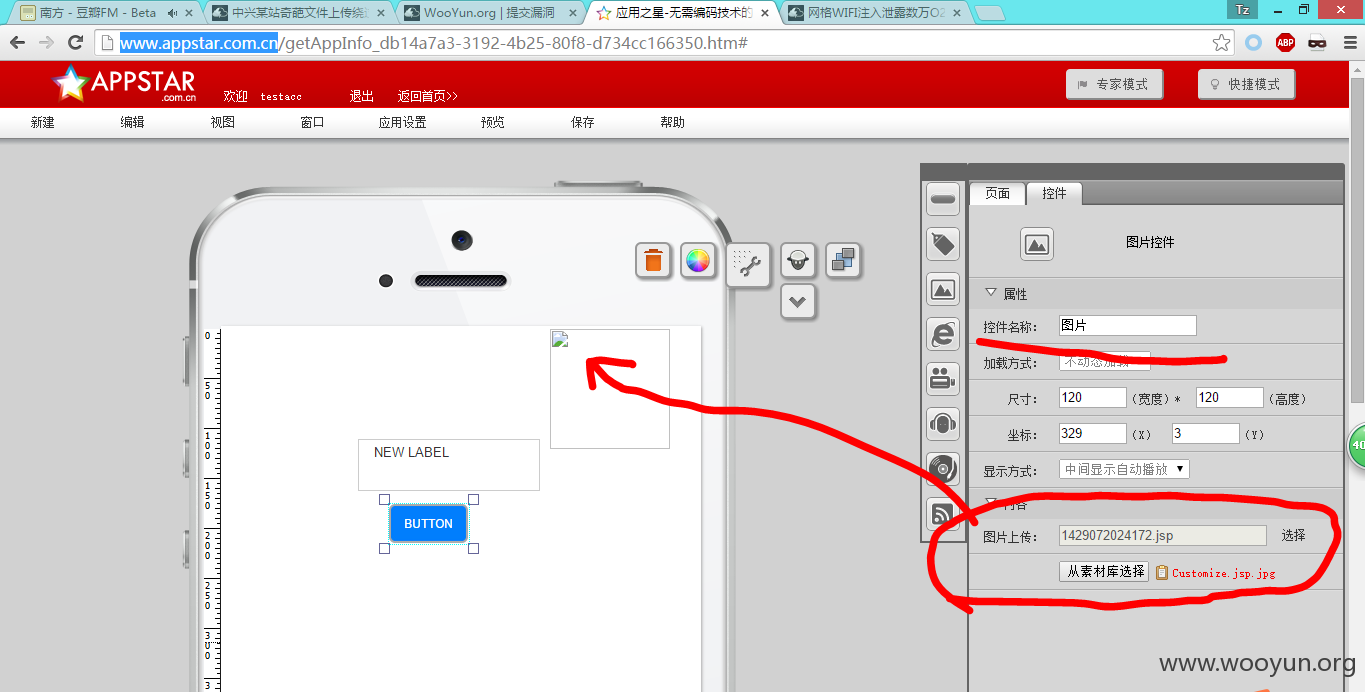 南方 - 豆瓣FM - Beta
中兴某站奇葩文件上传绕
WooYun.org | 提交漏洞
应用之星-无需编码技术的
网格WIFI注入泄露数万O2
Tz
www.appstar.com.cn/getAppInfo_db14a7a3-3192-4b25-80f8-d734cc166350.htm#
ABP
APPSTAR
.com.cn
欢迎 testacc 退出 返回首页>>
专家模式 快捷模式
新建 编辑 视图 窗口 应用设置 预览 保存 帮助
页面 控件
图片控件
属性
控件名称: 图片
加载方式: 不动态加载
尺寸: 120 (宽度) * 120 (高度)
坐标: 329 (X) 3 (Y)
显示方式: 中间显示自动播放
内容
图片上传: 1429072024172.jsp 选择
从素材库选择 Customize.jsp.jpg
NEW LABEL
BUTTON
0
50
100
150
200
250
300
3
40
www.wooyun.org